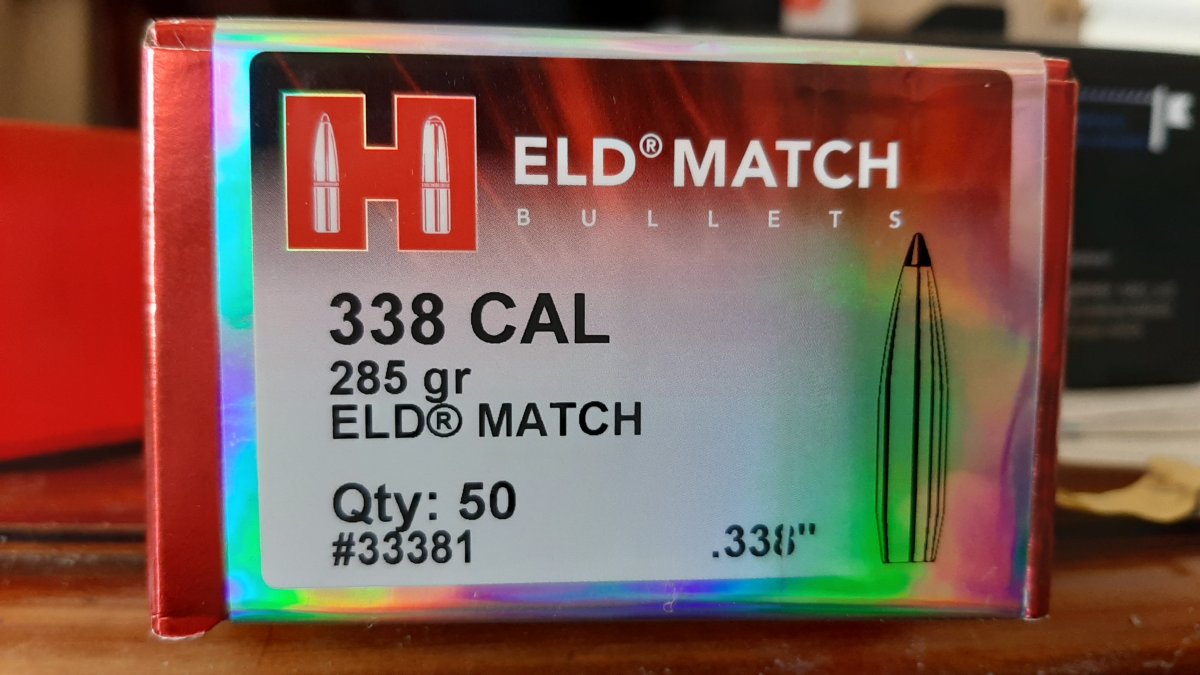 H
ELD® MATCH
BULLETS
338 CAL
285 gr
ELD® MATCH
Qty: 50
#33381
.338"